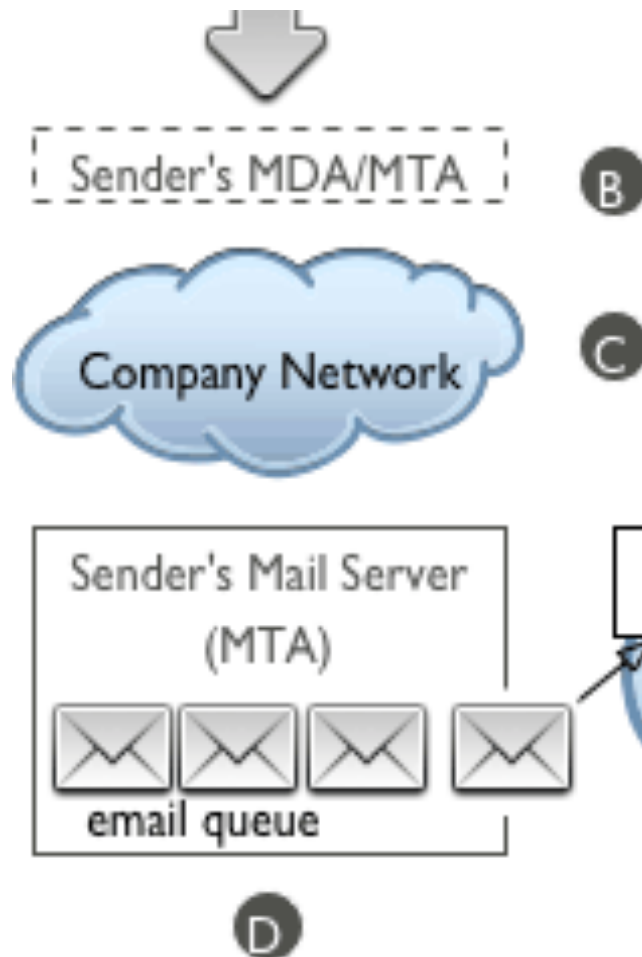 Sender's MDA/MTA
B
Company Network
C
Sender's Mail Server
(MTA)
email queue
D